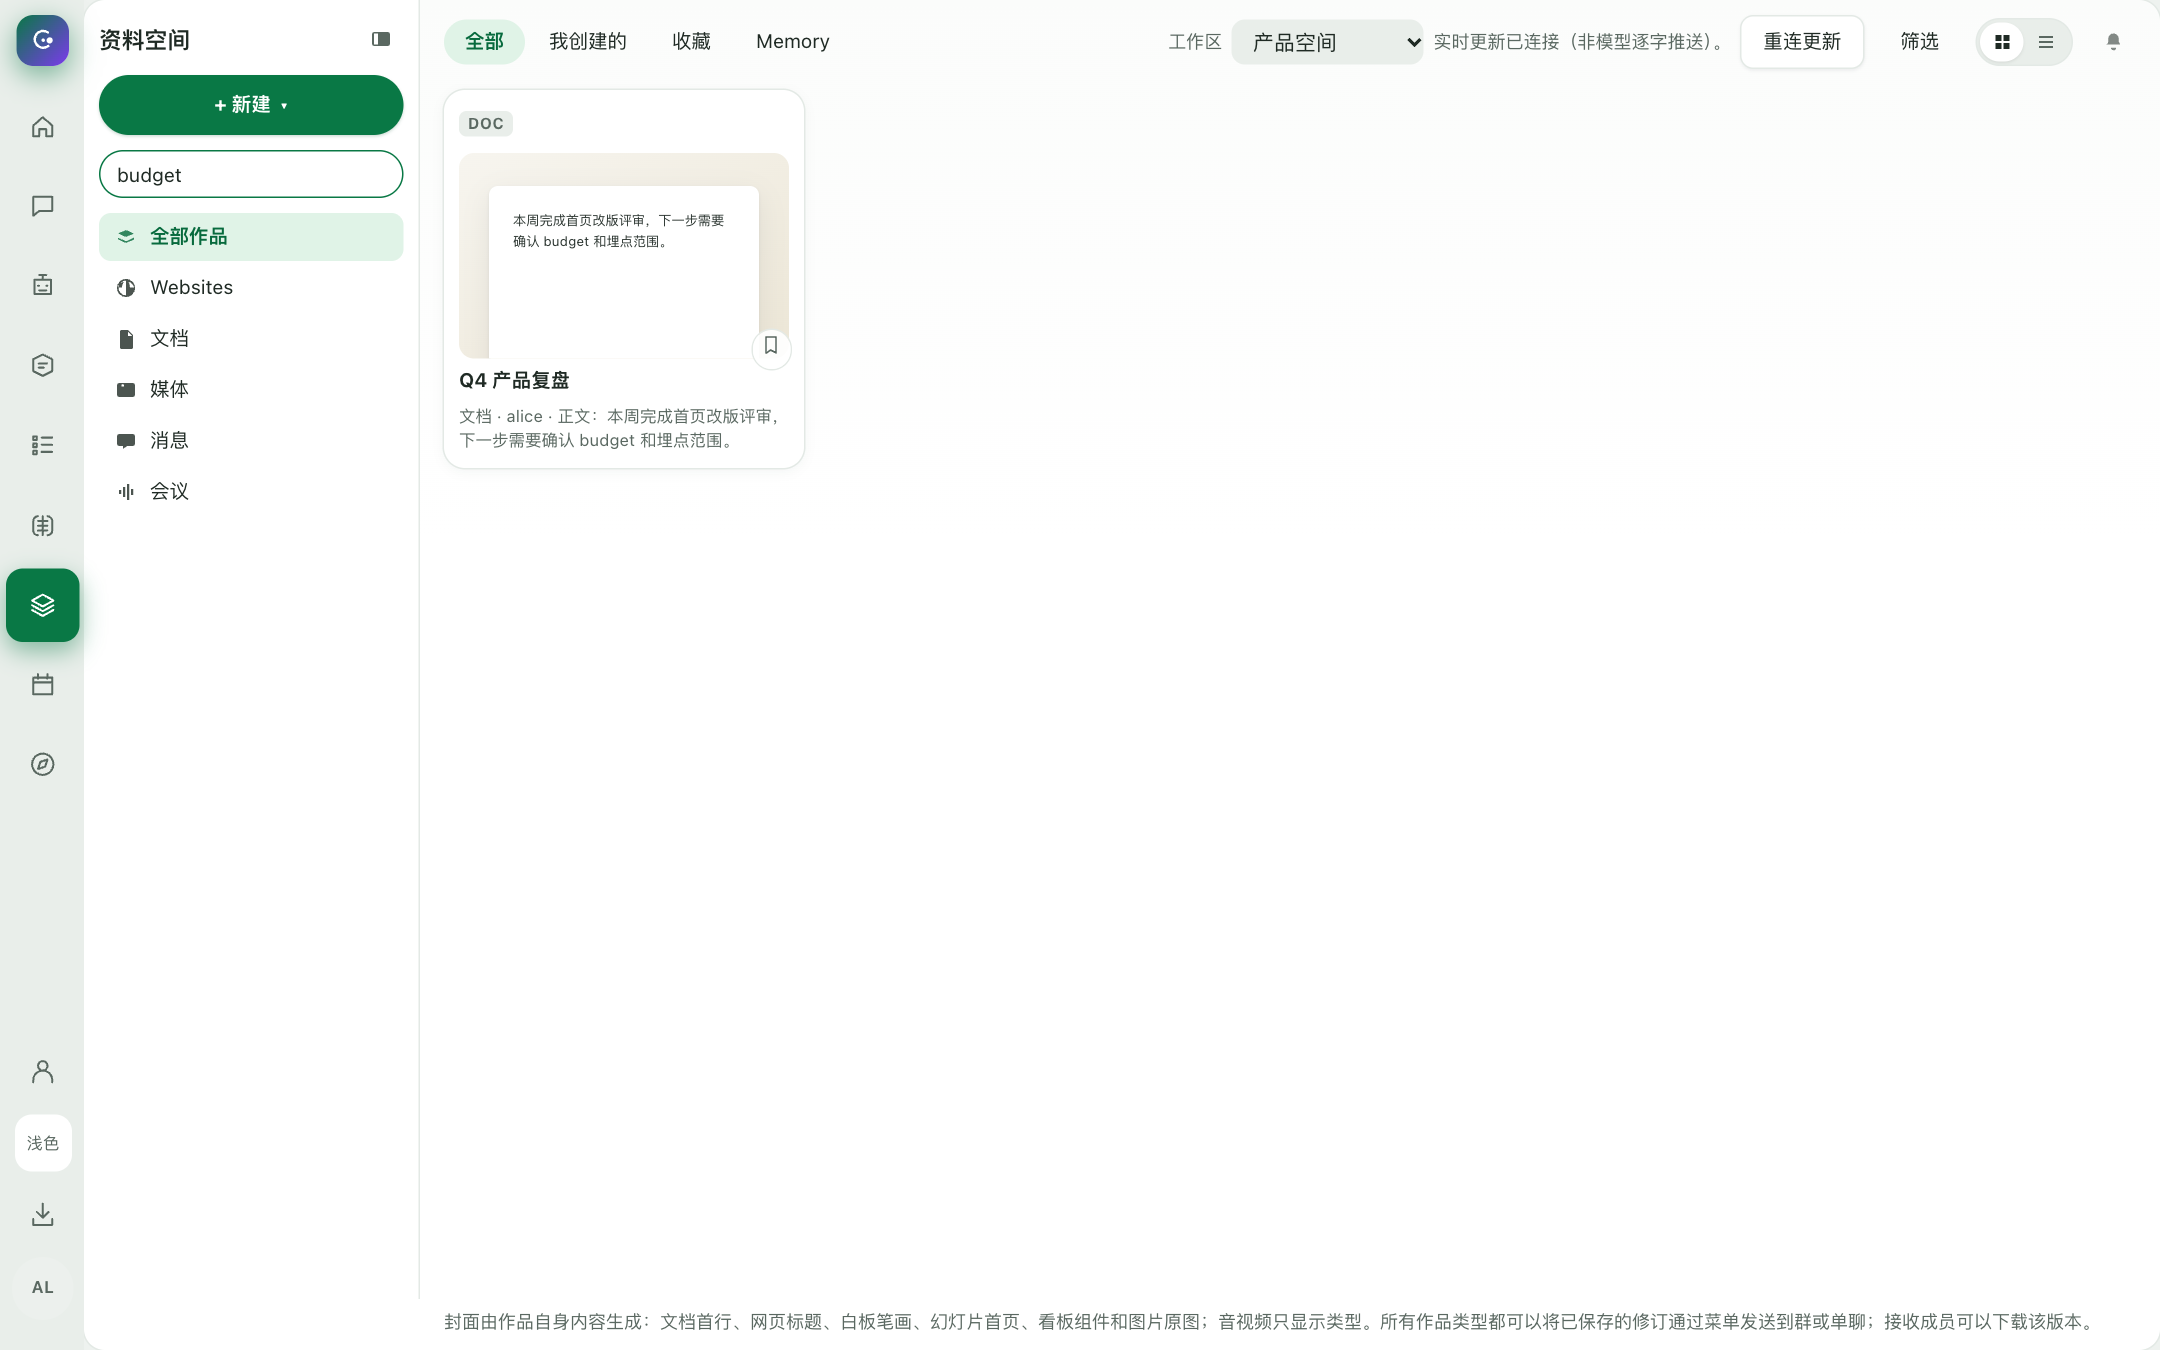 资料空间
+ 新建 ▾
budget
全部作品
Websites
文档
媒体
消息
会议
浅色
AL
全部 我创建的 收藏 Memory
工作区 产品空间 实时更新已连接（非模型逐字推送）。 重连更新 筛选
DOC
本周完成首页改版评审，下一步需要
确认 budget 和埋点范围。
Q4 产品复盘
文档 · alice · 正文：本周完成首页改版评审，
下一步需要确认 budget 和埋点范围。
封面由作品自身内容生成：文档首行、网页标题、白板笔画、幻灯片首页、看板组件和图片原图；音视频只显示类型。所有作品类型都可以将已保存的修订通过菜单发送到群或单聊；接收成员可以下载该版本。